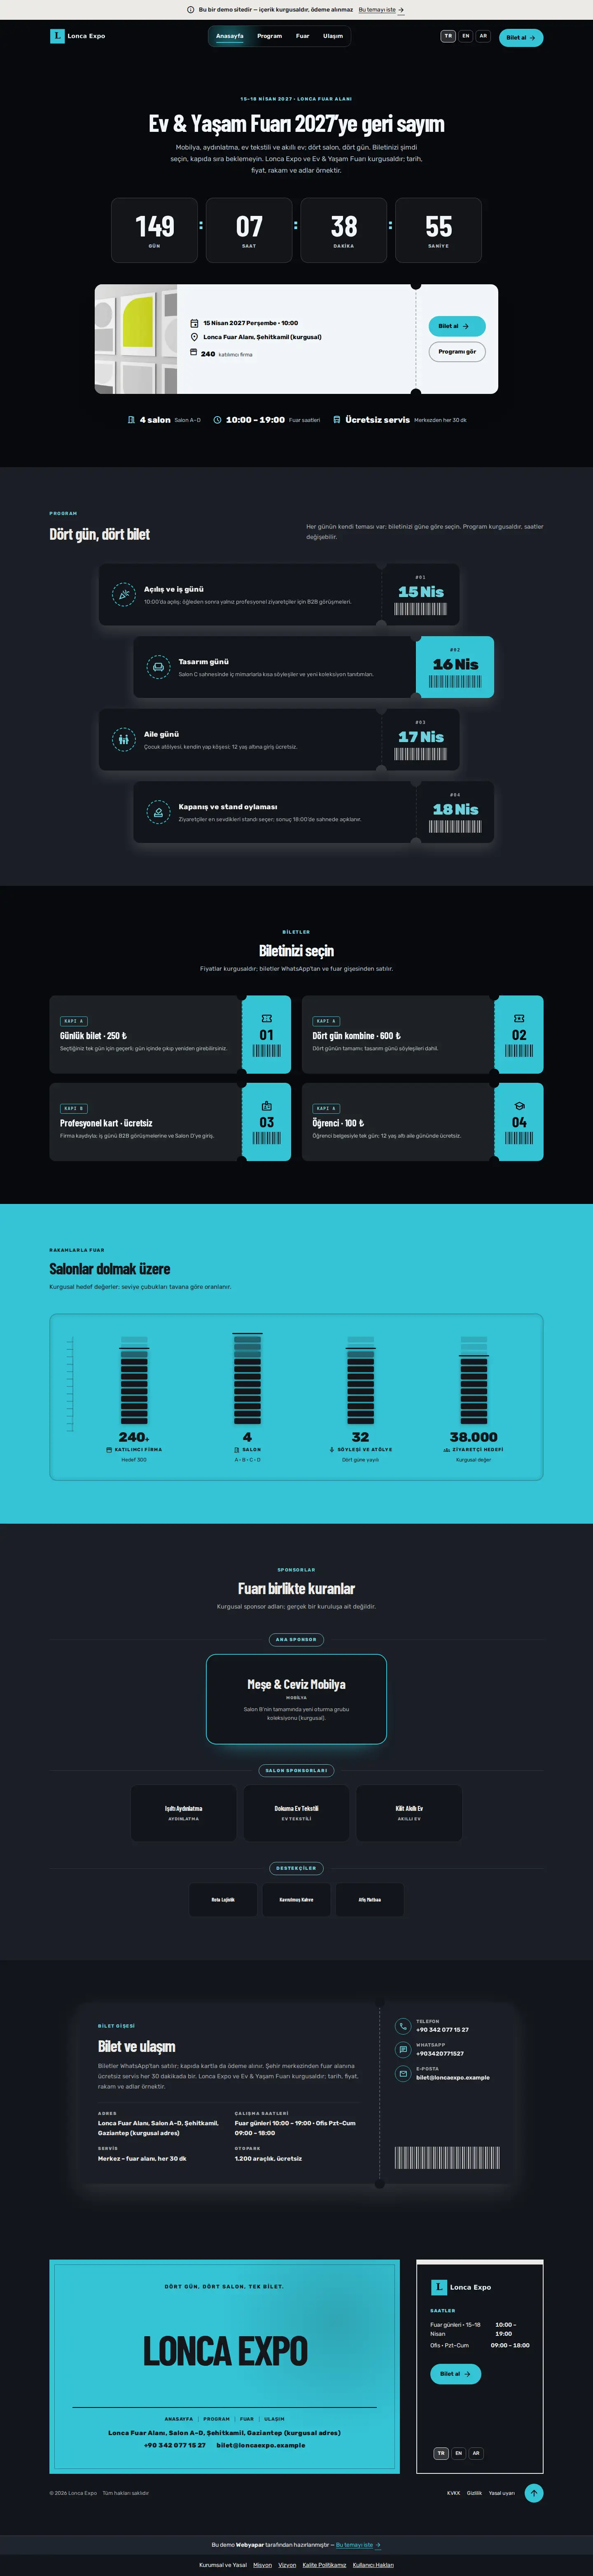 Bu bir demo sitedir — içerik kurgusaldır, ödeme alınmaz Bu temayı iste →
L Lonca Expo
Anasayfa Program Fuar Ulaşım
TR EN AR
Bilet al →
15–18 NİSAN 2027 · LONCA FUAR ALANI
Ev & Yaşam Fuarı 2027'ye geri sayım
Mobilya, aydınlatma, ev tekstili ve akıllı ev; dört salon, dört gün. Biletinizi şimdi
seçin, kapıda sıra beklemeyin. Lonca Expo ve Ev & Yaşam Fuarı kurgusaldır; tarih,
fiyat, rakam ve adlar örnektir.
149 : 07 : 38 : 55
GÜN SAAT DAKİKA SANİYE
15 Nisan 2027 Perşembe · 10:00
Lonca Fuar Alanı, Şehitkamil (kurgusal)
240 katılımcı firma
Bilet al →
Programı gör
4 salon Salon A–D
10:00 – 19:00 Fuar saatleri
Ücretsiz servis Merkezden her 30 dk
PROGRAM
Dört gün, dört bilet
Her günün kendi teması var: biletinizi güne göre seçin. Program kurgusaldır, saatler
değişebilir.
Açılış ve iş günü
10:00'da açılış; öğleden sonra yalnız profesyonel ziyaretçiler için B2B görüşmeleri.
#01
15 Nis
Tasarım günü
Salon C sahnesinde iç mimarlarla kısa söyleşiler ve yeni koleksiyon tanıtımları.
#02
16 Nis
Aile günü
Çocuk atölyesi, kendin yap köşesi; 12 yaş altına giriş ücretsiz.
#03
17 Nis
Kapanış ve stand oylaması
Ziyaretçiler en sevdikleri standı seçer; sonuç 18:00'de sahnede açıklanır.
#04
18 Nis
BİLETLER
Biletinizi seçin
Fiyatlar kurgusaldır; biletler WhatsApp'tan ve fuar gişesinden satılır.
KAPI A
Günlük bilet · 250 ₺
Seçtiğiniz tek gün için geçerli; gün içinde çıkıp yeniden girebilirsiniz.
01
KAPI A
Dört gün kombine · 600 ₺
Dört günün tamamı; tasarım günü söyleşileri dahil.
02
KAPI B
Profesyonel kart · ücretsiz
Firma kaydıyla; iş günü B2B görüşmelerine ve Salon D'ye giriş.
03
KAPI A
Öğrenci · 100 ₺
Öğrenci belgesiyle tek gün; 12 yaş altı aile gününde ücretsiz.
04
RAKAMLARLA FUAR
Salonlar dolmak üzere
Kurgusal hedef değerler: seviye çubukları tavana göre oranlanır.
240+
KATILIMCI FİRMA
Hedef 300
4
SALON
A · B · C · D
32
SÖYLEŞİ VE ATÖLYE
Dört güne yayılı
38.000
ZİYARETÇİ HEDEFİ
Kurgusal değer
SPONSORLAR
Fuarı birlikte kuranlar
Kurgusal sponsor adları; gerçek bir kuruluşa ait değildir.
ANA SPONSOR
Meşe & Ceviz Mobilya
MOBİLYA
Salon B'nin tamamında yeni oturma grubu
koleksiyonu (kurgusal).
SALON SPONSORLARI
Işıltı Aydınlatma
AYDINLATMA
Dokuma Ev Tekstili
EV TEKSTİLİ
Kilit Akıllı Ev
AKILLI EV
DESTEKÇİLER
Rota Lojistik
Kavrulmuş Kahve
Afiş Matbaa
BİLET GİŞESİ
Bilet ve ulaşım
Biletler WhatsApp'tan satılır; kapıda kartla da ödeme alınır. Şehir merkezinden fuar alanına
ücretsiz servis her 30 dakikada bir. Lonca Expo ve Ev & Yaşam Fuarı kurgusaldır; tarih, fiyat,
rakam ve adlar örnektir.
ADRES
Lonca Fuar Alanı, Salon A–D, Şehitkamil,
Gaziantep (kurgusal adres)
ÇALIŞMA SAATLERİ
Fuar günleri 10:00 – 19:00 · Ofis Pzt–Cum
09:00 – 18:00
SERVİS
Merkez – fuar alanı, her 30 dk
OTOPARK
1.200 araçlık, ücretsiz
TELEFON
+90 342 077 15 27
WHATSAPP
+903420771527
E-POSTA
bilet@loncaexpo.example
DÖRT GÜN, DÖRT SALON, TEK BİLET.
LONCA EXPO
ANASAYFA | PROGRAM | FUAR | ULAŞIM
Lonca Fuar Alanı, Salon A–D, Şehitkamil, Gaziantep (kurgusal adres)
+90 342 077 15 27 bilet@loncaexpo.example
L Lonca Expo
SAATLER
Fuar günleri · 15–18 Nisan 10:00 – 19:00
Ofis · Pzt–Cum 09:00 – 18:00
Bilet al →
TR EN AR
© 2026 Lonca Expo Tüm hakları saklıdır
KVKK Gizlilik Yasal uyarı
Bu demo Webyapar tarafından hazırlanmıştır — Bu temayı iste →
Kurumsal ve Yasal Misyon Vizyon Kalite Politikamız Kullanıcı Hakları